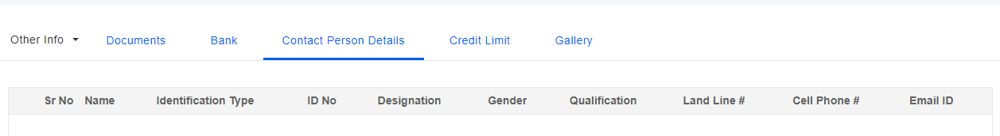 Other Info Documents Bank Contact Person Details Credit Limit Gallery
Sr No Name Identification Type ID No Designation Gender Qualification Land Line # Cell Phone # Email ID